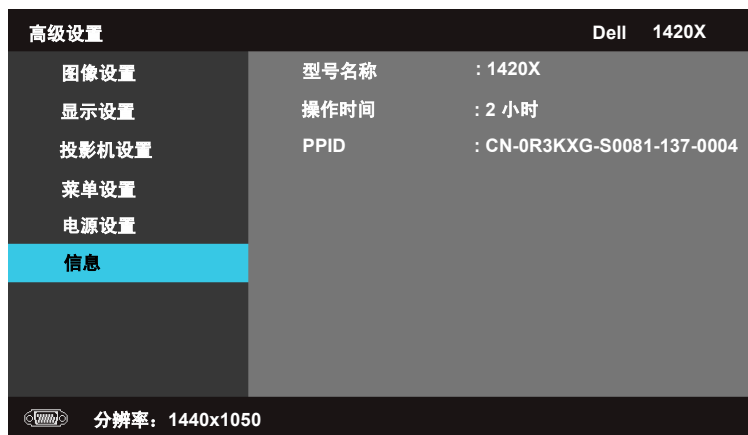 高级设置 Dell 1420X
图像设置 型号名称 : 1420X
显示设置 操作时间 : 2 小时
投影机设置 PPID : CN-0R3KXG-S0081-137-0004
菜单设置
电源设置
信息
分辨率：1440x1050